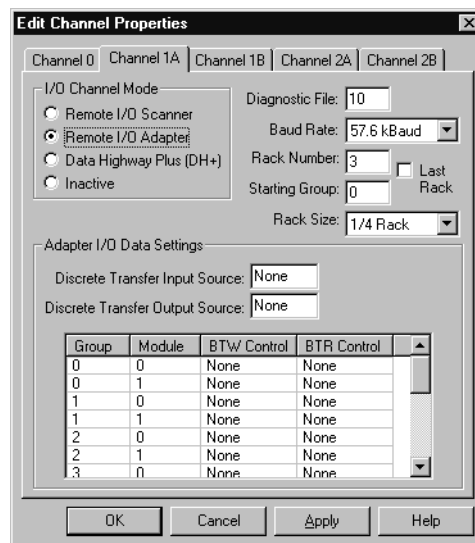 Edit Channel Properties
Channel 0 Channel 1A Channel 1B Channel 2A Channel 2B
I/O Channel Mode
Remote I/O Scanner
Remote I/O Adapter
Data Highway Plus (DH+)
Inactive
Diagnostic File: 10
Baud Rate: 57.6 kBaud
Rack Number: 3
Last Rack
Starting Group: 0
Rack Size: 1/4 Rack
Adapter I/O Data Settings
Discrete Transfer Input Source: None
Discrete Transfer Output Source: None
Group Module BTW Control BTR Control
0 0 None None
0 1 None None
1 0 None None
1 1 None None
2 0 None None
2 1 None None
3 0 None None
OK Cancel Apply Help